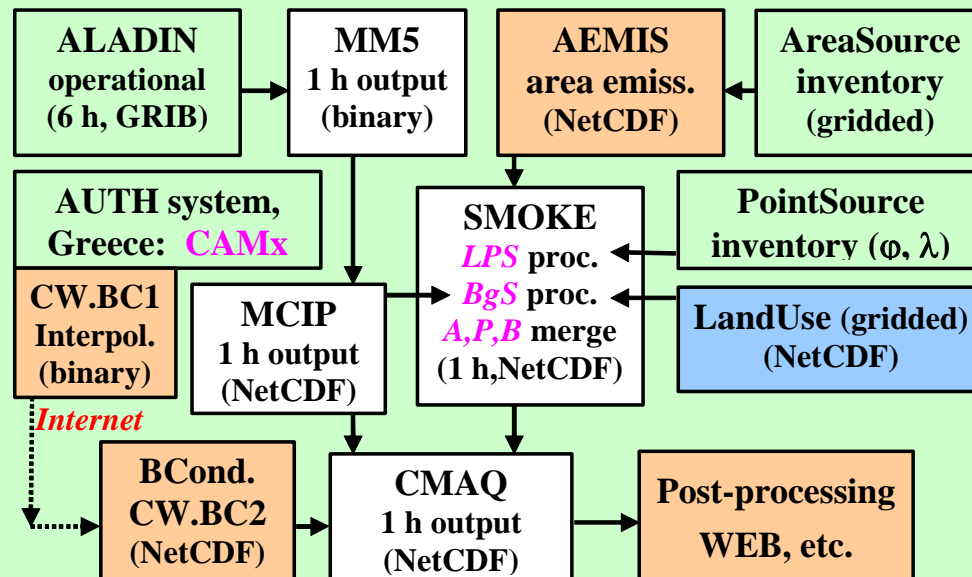 ALADIN
operational
(6 h, GRIB)
MM5
1 h output
(binary)
AEMIS
area emiss.
(NetCDF)
AreaSource
inventory
(gridded)
AUTH system,
Greece: CAMx
CW.BC1
Interpol.
(binary)
Internet
MCIP
1 h output
(NetCDF)
SMOKE
LPS proc.
BgS proc.
A,P,B merge
(1 h,NetCDF)
PointSource
inventory (φ, λ)
LandUse (gridded)
(NetCDF)
BCond.
CW.BC2
(NetCDF)
CMAQ
1 h output
(NetCDF)
Post-processing
WEB, etc.